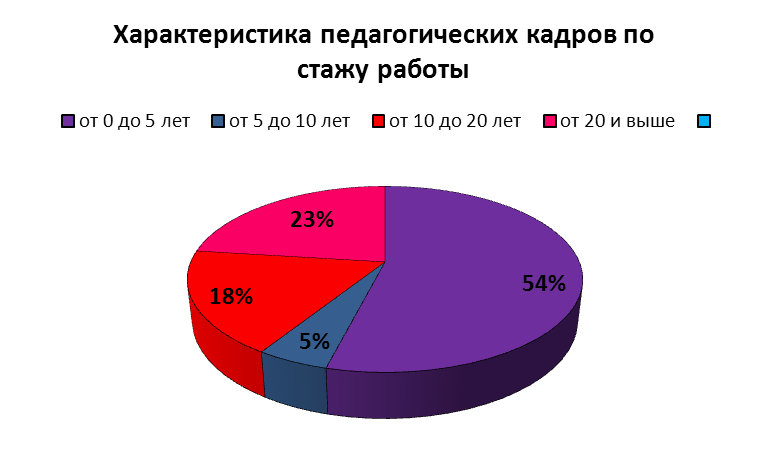 Характеристика педагогических кадров по
стажу работы
от 0 до 5 лет от 5 до 10 лет от 10 до 20 лет от 20 и выше
23%
54%
18%
5%